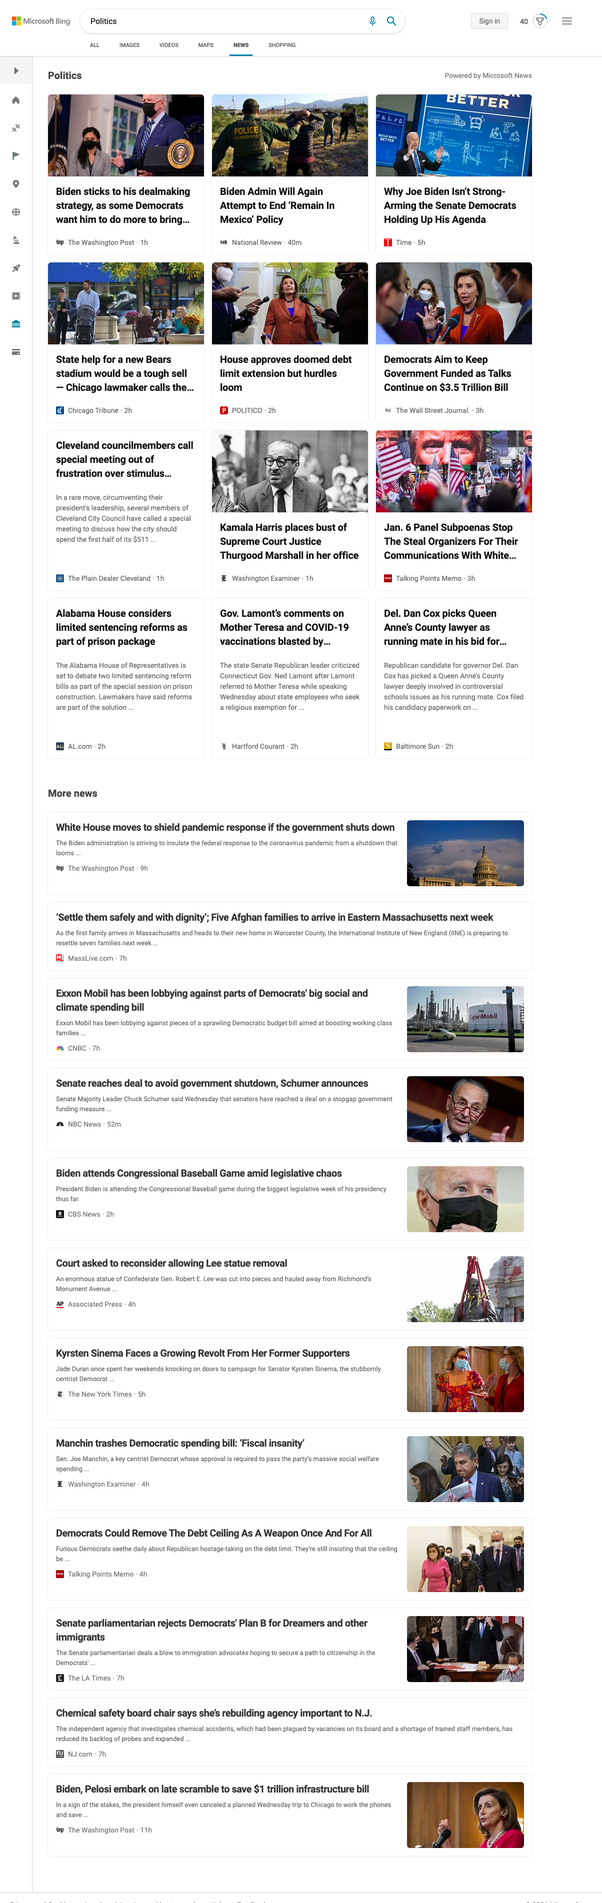 Microsoft Bing
Politics
Sign in
40
ALL IMAGES VIDEOS MAPS NEWS SHOPPING
Politics
Powered by Microsoft News
POLICE
BETTER
Biden sticks to his dealmaking
strategy, as some Democrats
want him to do more to bring...
The Washington Post · 1h
Biden Admin Will Again
Attempt to End ‘Remain In
Mexico’ Policy
NR National Review · 40m
Why Joe Biden Isn’t Strong-
Arming the Senate Democrats
Holding Up His Agenda
Time · 5h
State help for a new Bears
stadium would be a tough sell
— Chicago lawmaker calls the...
Chicago Tribune · 2h
House approves doomed debt
limit extension but hurdles
loom
POLITICO · 2h
Democrats Aim to Keep
Government Funded as Talks
Continue on $3.5 Trillion Bill
The Wall Street Journal. · 3h
Cleveland councilmembers call
special meeting out of
frustration over stimulus...
In a rare move, circumventing their
president's leadership, several members of
Cleveland City Council have called a special
meeting to discuss how the city should
spend the first half of its $511 ...
The Plain Dealer Cleveland · 1h
Kamala Harris places bust of
Supreme Court Justice
Thurgood Marshall in her office
Washington Examiner · 1h
Jan. 6 Panel Subpoenas Stop
The Steal Organizers For Their
Communications With White...
Talking Points Memo · 3h
Alabama House considers
limited sentencing reforms as
part of prison package
The Alabama House of Representatives is
set to debate two limited sentencing reform
bills as part of the special session on prison
construction. Lawmakers have said reforms
are part of the solution ...
AL.com · 2h
Gov. Lamont’s comments on
Mother Teresa and COVID-19
vaccinations blasted by...
The state Senate Republican leader criticized
Connecticut Gov. Ned Lamont after Lamont
referred to Mother Teresa while speaking
Wednesday about state employees who seek
a religious exemption for ...
Hartford Courant · 2h
Del. Dan Cox picks Queen
Anne’s County lawyer as
running mate in his bid for...
Republican candidate for governor Del. Dan
Cox has picked a Queen Anne’s County
lawyer deeply involved in controversial
schools issues as his running mate. Cox filed
his candidacy paperwork on ...
Baltimore Sun · 2h
More news
White House moves to shield pandemic response if the government shuts down
The Biden administration is striving to insulate the federal response to the coronavirus pandemic from a shutdown that
looms ...
The Washington Post · 9h
‘Settle them safely and with dignity’; Five Afghan families to arrive in Eastern Massachusetts next week
As the first family arrives in Massachusetts and heads to their new home in Worcester County, the International Institute of New England (IINE) is preparing to
resettle seven families next week ...
MassLive.com · 7h
Exxon Mobil has been lobbying against parts of Democrats' big social and
climate spending bill
Exxon Mobil has been lobbying against pieces of a sprawling Democratic budget bill aimed at boosting working class
families ...
CNBC · 7h
Senate reaches deal to avoid government shutdown, Schumer announces
Senate Majority Leader Chuck Schumer said Wednesday that senators have reached a deal on a stopgap government
funding measure ...
NBC News · 52m
Biden attends Congressional Baseball Game amid legislative chaos
President Biden is attending the Congressional Baseball game during the biggest legislative week of his presidency
thus far.
CBS News · 2h
Court asked to reconsider allowing Lee statue removal
An enormous statue of Confederate Gen. Robert E. Lee was cut into pieces and hauled away from Richmond's
Monument Avenue ...
AP Associated Press · 4h
Kyrsten Sinema Faces a Growing Revolt From Her Former Supporters
Jade Duran once spent her weekends knocking on doors to campaign for Senator Kyrsten Sinema, the stubbornly
centrist Democrat ...
The New York Times · 5h
Manchin trashes Democratic spending bill: ‘Fiscal insanity’
Sen. Joe Manchin, a key centrist Democrat whose approval is required to pass the party's massive social welfare
spending ...
Washington Examiner · 4h
Democrats Could Remove The Debt Ceiling As A Weapon Once And For All
Furious Democrats seethe daily about Republican hostage-taking on the debt limit. They're still insisting that the ceiling
be ...
Talking Points Memo · 4h
Senate parliamentarian rejects Democrats’ Plan B for Dreamers and other
immigrants
The Senate parliamentarian deals a blow to immigration advocates hoping to secure a path to citizenship in the
Democrats’ ...
The LA Times · 7h
Chemical safety board chair says she’s rebuilding agency important to N.J.
The independent agency that investigates chemical accidents, which had been plagued by vacancies on its board and a shortage of trained staff members, has
reduced its backlog of probes and expanded ...
NJ.com · 7h
Biden, Pelosi embark on late scramble to save $1 trillion infrastructure bill
In a sign of the stakes, the president himself even canceled a planned Wednesday trip to Chicago to work the phones
and save ...
The Washington Post · 11h